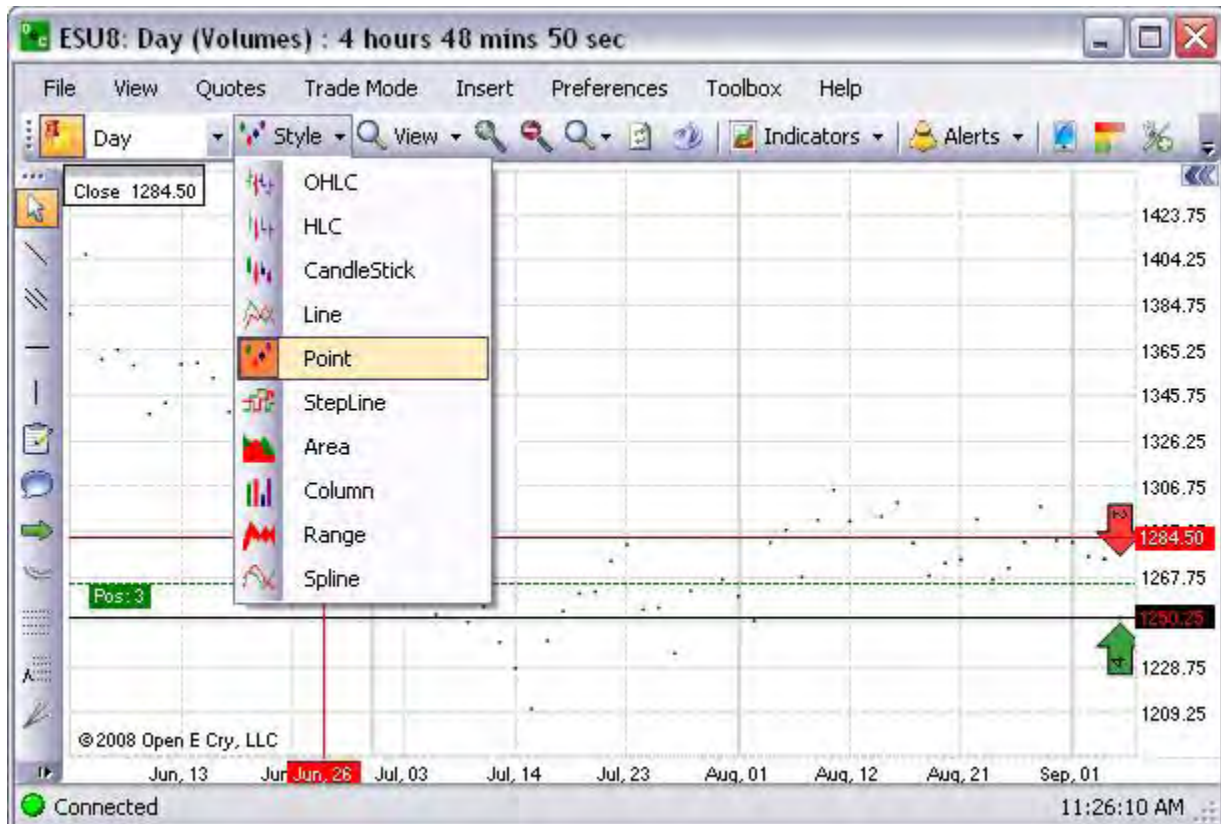 ESU8: Day (Volumes) : 4 hours 48 mins 50 sec
File View Quotes Trade Mode Insert Preferences Toolbox Help
Day Style View Indicators Alerts
Close 1284.50
OHLC
HLC
CandleStick
Line
Point
StepLine
Area
Column
Range
Spline
1423.75
1404.25
1384.75
1365.25
1345.75
1326.25
1306.75
1284.50
1267.75
1250.25
1228.75
1209.25
Pos: 3
©2008 Open E Cry, LLC
Jun, 13 Jun, 26 Jul, 03 Jul, 14 Jul, 23 Aug, 01 Aug, 12 Aug, 21 Sep, 01
Connected 11:26:10 AM